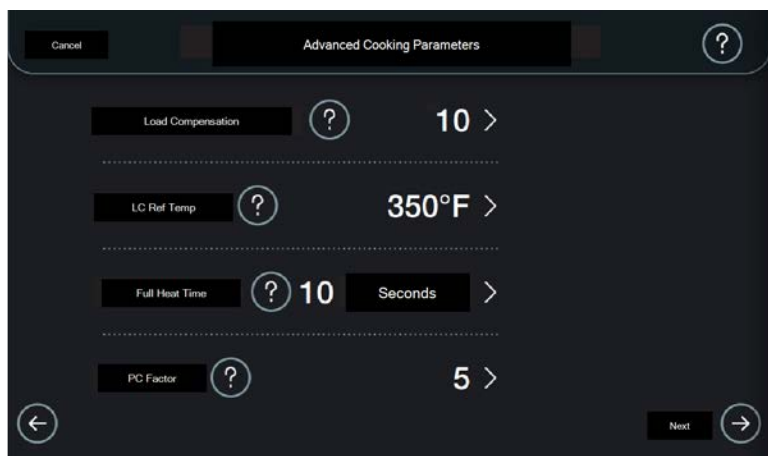 Cancel
Advanced Cooking Parameters
?
Load Compensation ? 10 >
LC Ref Temp ? 350°F >
Full Heat Time ? 10 Seconds >
PC Factor ? 5 >
Next